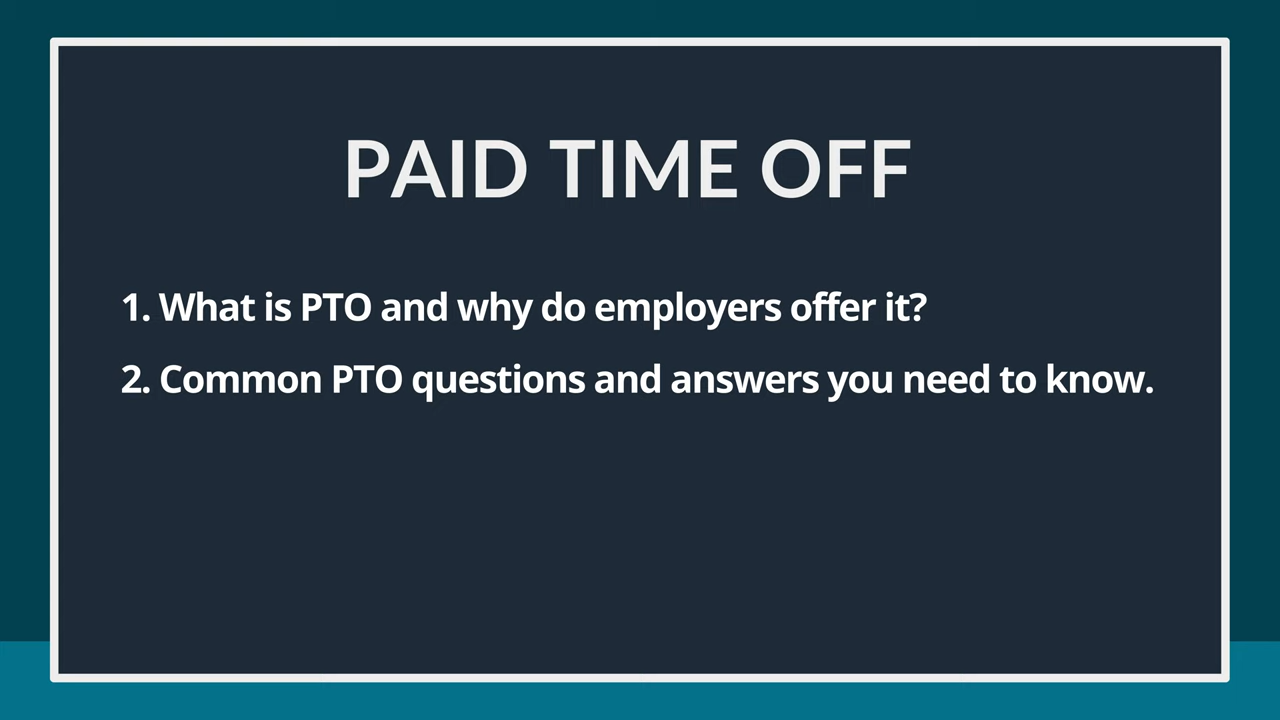 PAID TIME OFF
1. What is PTO and why do employers offer it?
2. Common PTO questions and answers you need to know.